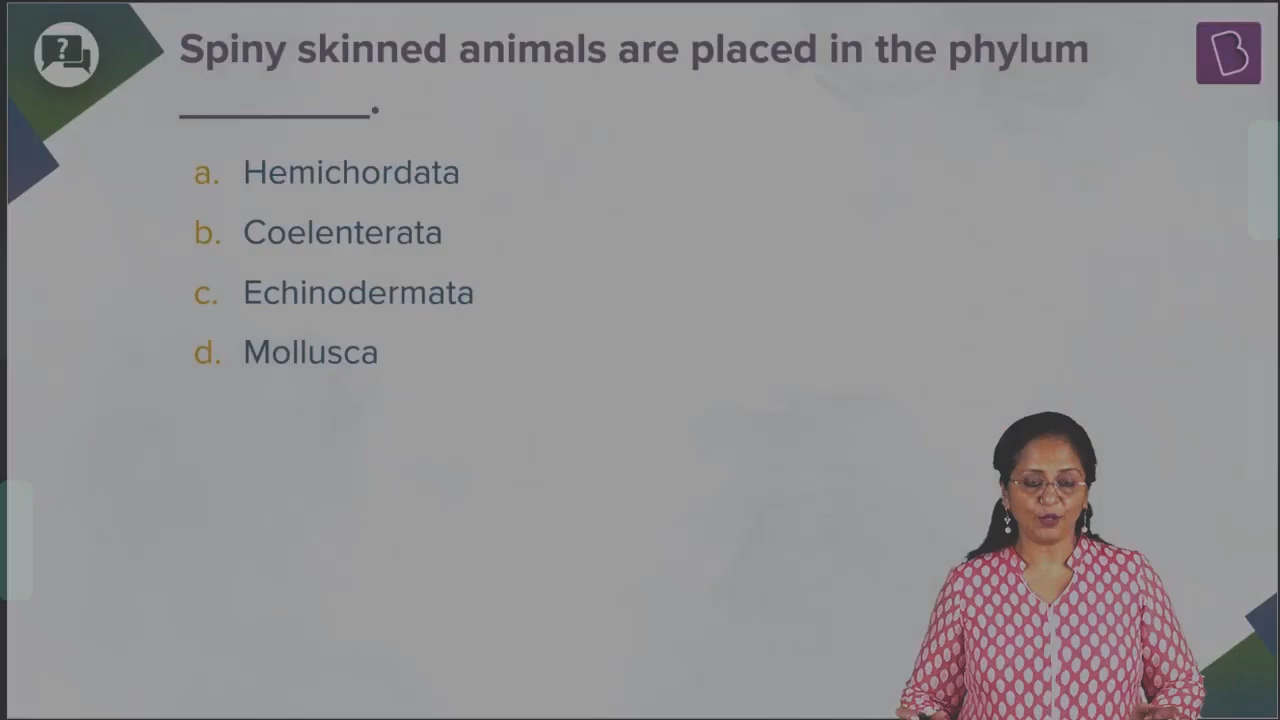 ?
Spiny skinned animals are placed in the phylum
__________.
a. Hemichordata
b. Coelenterata
c. Echinodermata
d. Mollusca
B